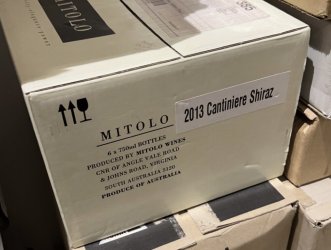 MITOLO
MITOLO
6 x 750ml BOTTLES
PRODUCED BY MITOLO WINES
CNR OF ANGLE VALE ROAD
& JOHNS ROAD, VIRGINIA
SOUTH AUSTRALIA 5120
PRODUCE OF AUSTRALIA
2013 Cantiniere Shiraz